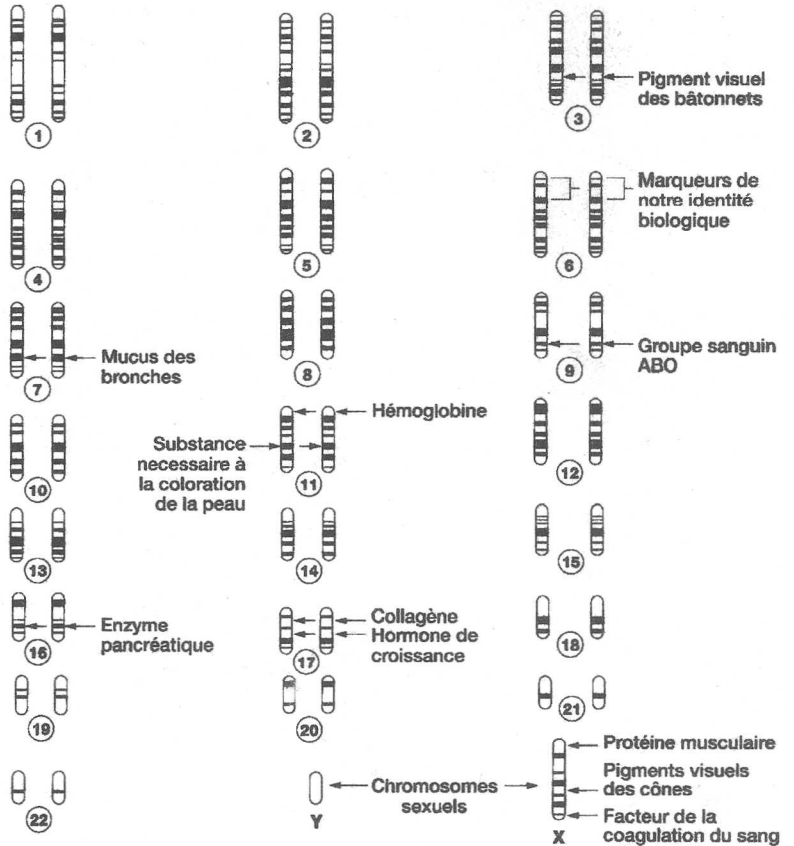 1
2
3
Pigment visuel
des bâtonnets
4
5
6
Marqueurs de
notre identité
biologique
7
Mucus des
bronches
8
9
Groupe sanguin
ABO
10
Substance
necessaire à
la coloration
de la peau
11
Hémoglobine
12
13
14
15
16
Enzyme
pancréatique
17
Collagène
Hormone de
croissance
18
19
20
21
22
Y
Chromosomes
sexuels
X
Protéine musculaire
Pigments visuels
des cônes
Facteur de la
coagulation du sang